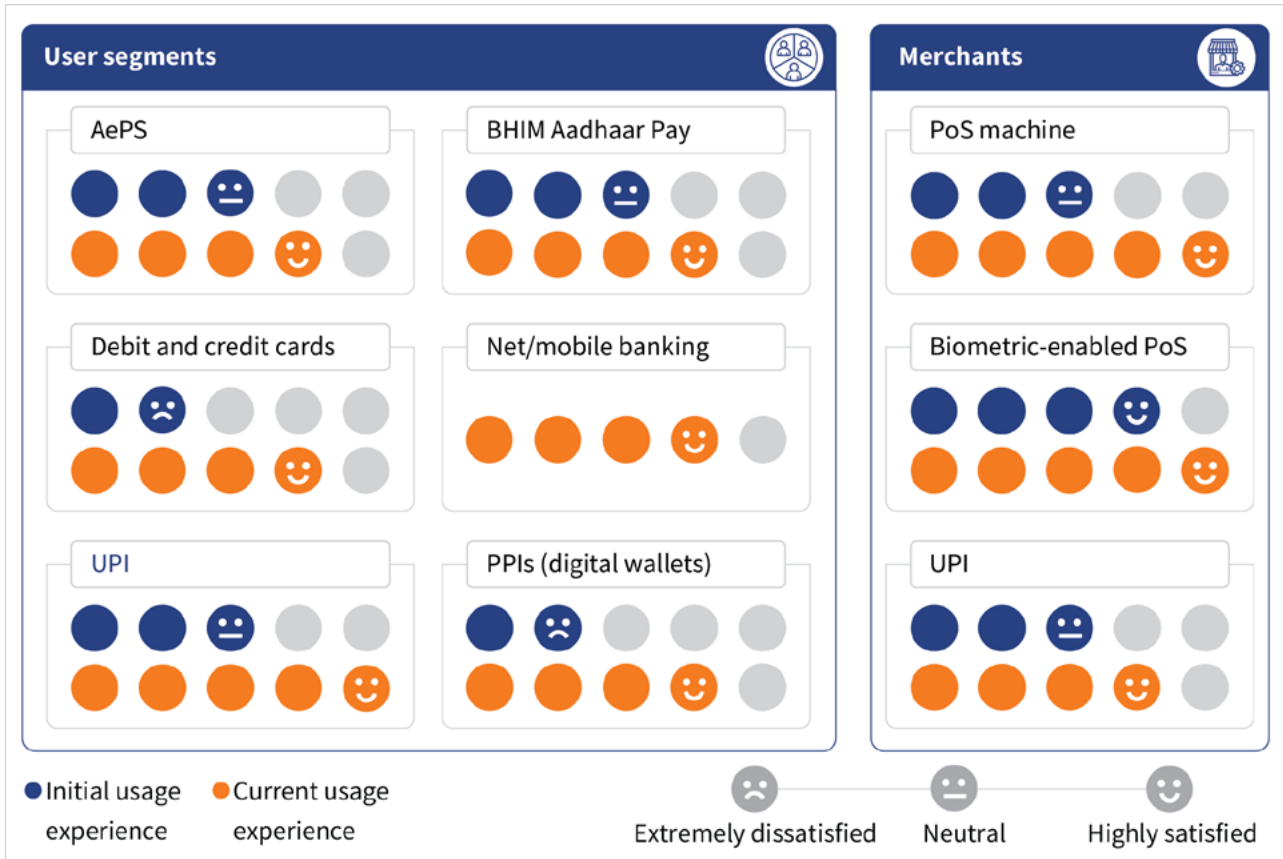 User segments
AePS
BHIM Aadhaar Pay
Debit and credit cards
Net/mobile banking
UPI
PPIs (digital wallets)
Merchants
PoS machine
Biometric-enabled PoS
UPI
Initial usage
experience
Current usage
experience
Extremely dissatisfied
Neutral
Highly satisfied